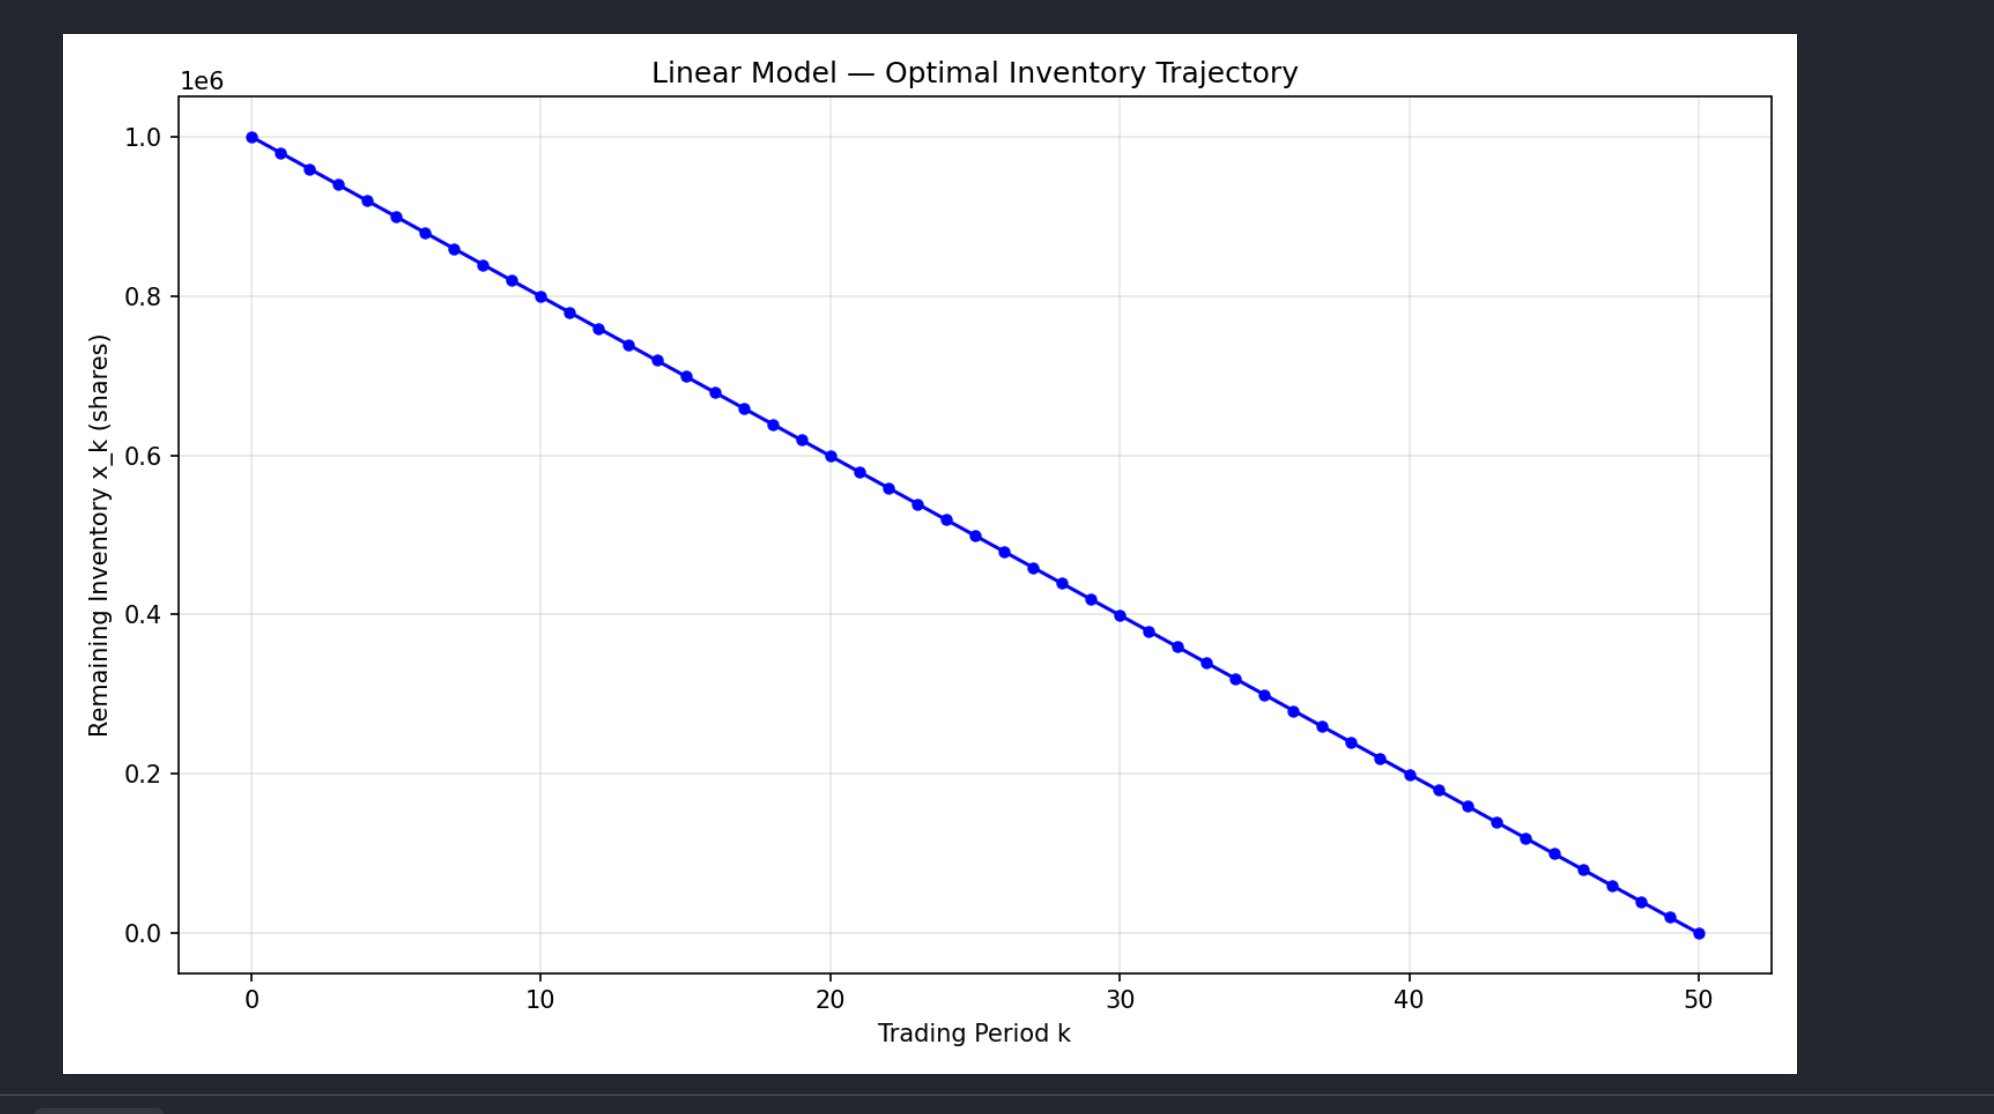 Linear Model — Optimal Inventory Trajectory
1e6
1.0
0.8
0.6
0.4
0.2
0.0
Remaining Inventory x_k (shares)
0 10 20 30 40 50
Trading Period k